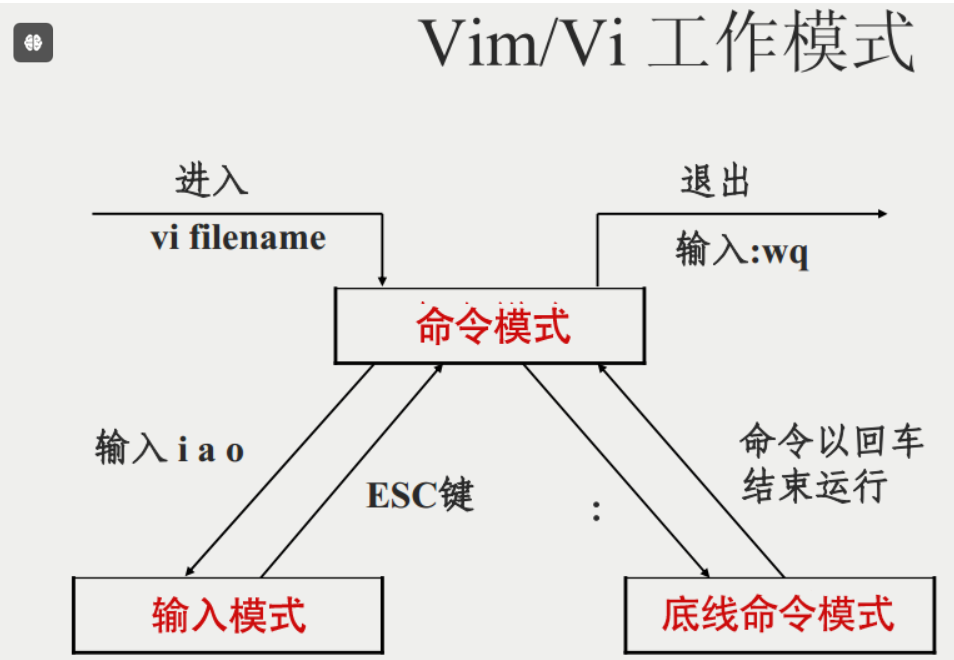 Vim/Vi 工作模式
进入
vi filename
退出
输入:wq
命令模式
输入 i a o
ESC键
:
命令以回车
结束运行
输入模式
底线命令模式